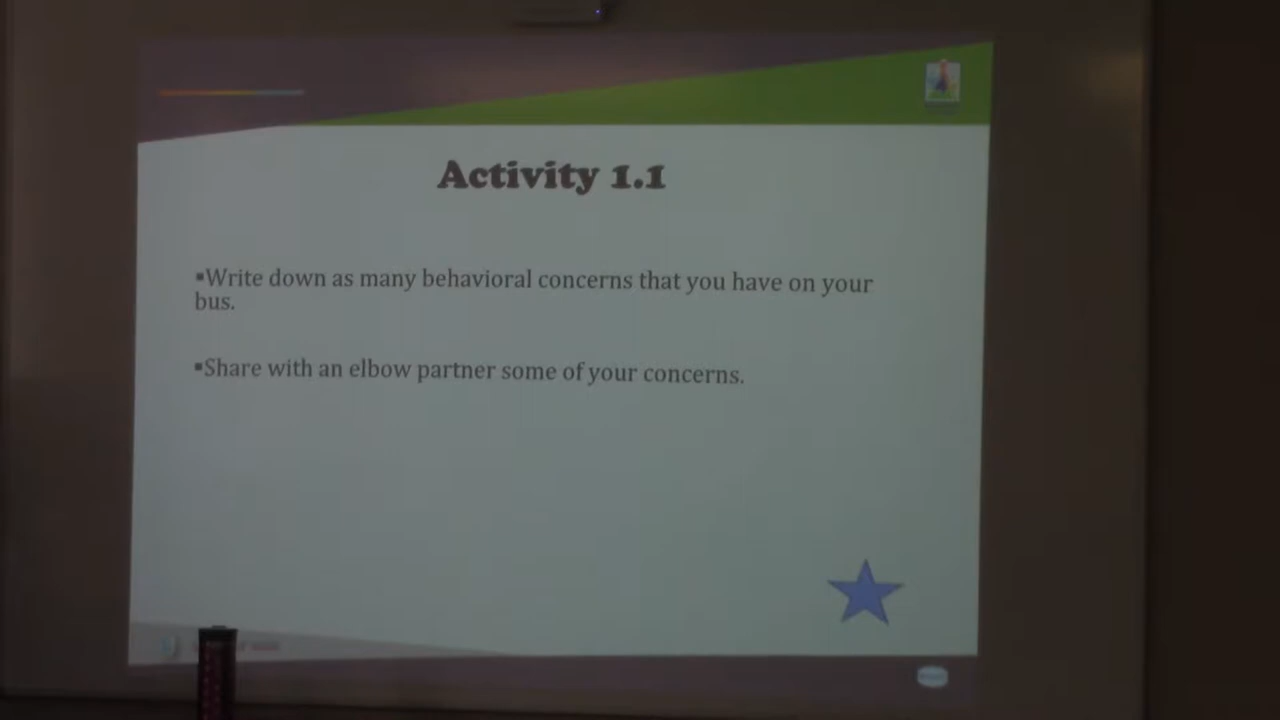 Activity 1.1
▪Write down as many behavioral concerns that you have on your
bus.
▪Share with an elbow partner some of your concerns.